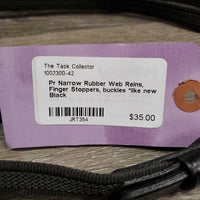 The Tack Collector
1002300-42
Pr Narrow Rubber Web Reins,
Finger Stoppers, buckles *like new
Black
JRT354
$35.00